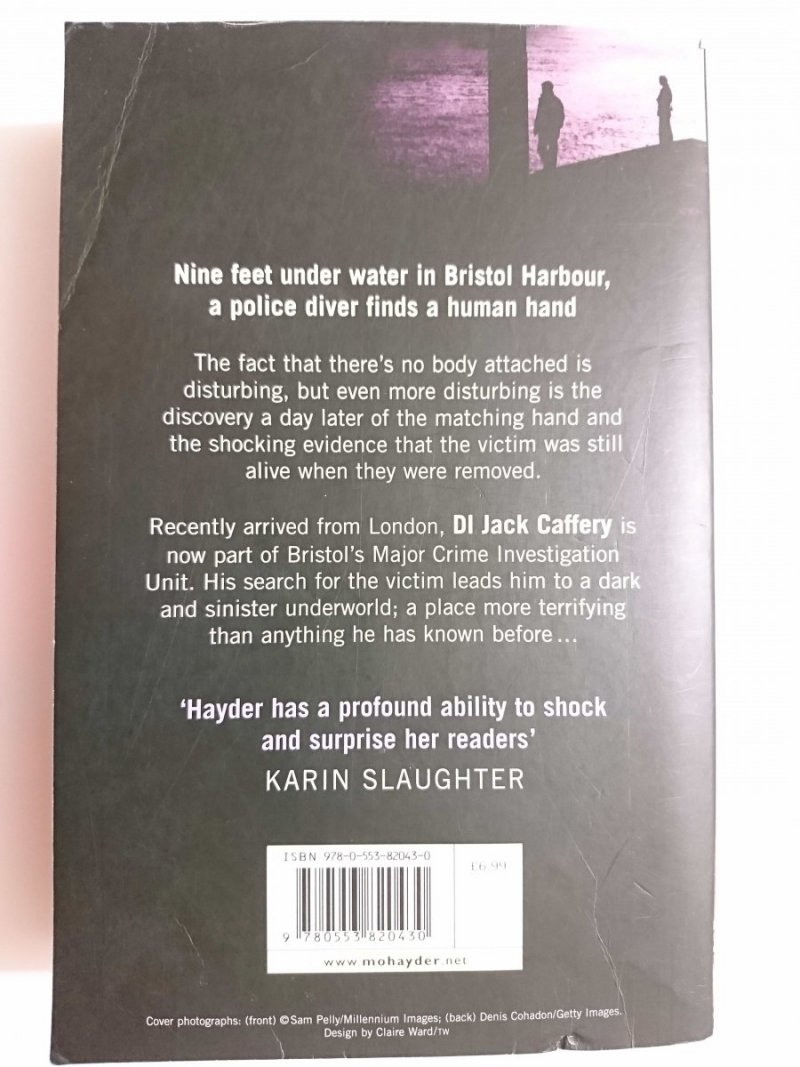 Nine feet under water in Bristol Harbour,
a police diver finds a human hand
The fact that there's no body attached is
disturbing, but even more disturbing is the
discovery a day later of the matching hand and
the shocking evidence that the victim was still
alive when they were removed.
Recently arrived from London, DI Jack Caffery is
now part of Bristol's Major Crime Investigation
Unit. His search for the victim leads him to a dark
and sinister underworld; a place more terrifying
than anything he has known before...
'Hayder has a profound ability to shock
and surprise her readers'
KARIN SLAUGHTER
ISBN 978-0-553-82043-0
£6.99
9 780553 820430
www.mohayder.net
Cover photographs: (front) © Sam Pelly/Millennium Images; (back) Denis Cohadon/Getty Images.
Design by Claire Ward/TW